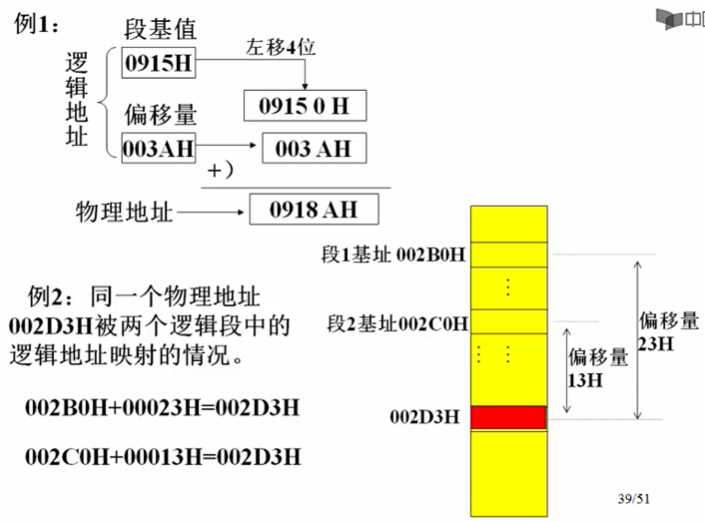 例1：
段基值
逻辑地址
0915H
左移4位
0915 0 H
偏移量
003AH
003 AH
+)
物理地址
0918 AH
例2：同一个物理地址
002D3H被两个逻辑段中的
逻辑地址映射的情况。
002B0H+00023H=002D3H
002C0H+00013H=002D3H
段1基址 002B0H
⋮
段2基址002C0H
⋮ ⋮
002D3H
偏移量
13H
偏移量
23H
39/51